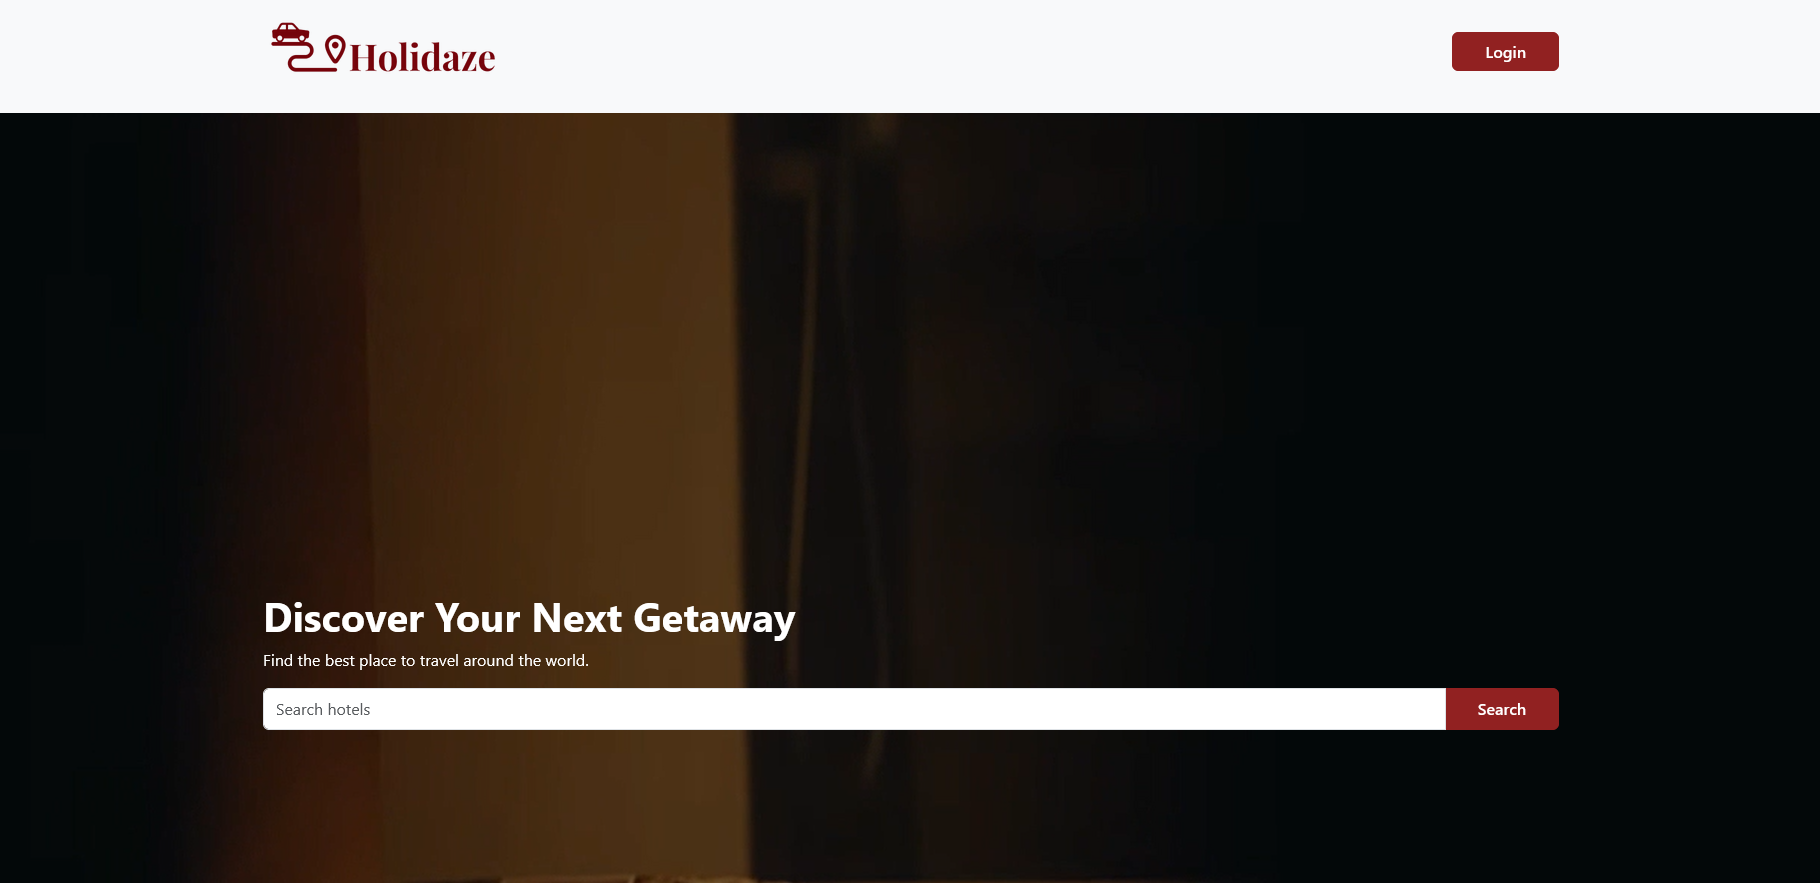 Holidaze
Login
Discover Your Next Getaway
Find the best place to travel around the world.
Search hotels
Search